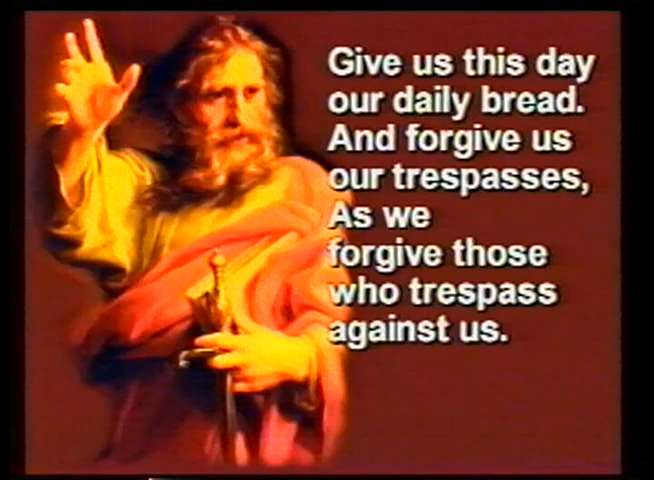 Give us this day
our daily bread.
And forgive us
our trespasses,
As we
forgive those
who trespass
against us.